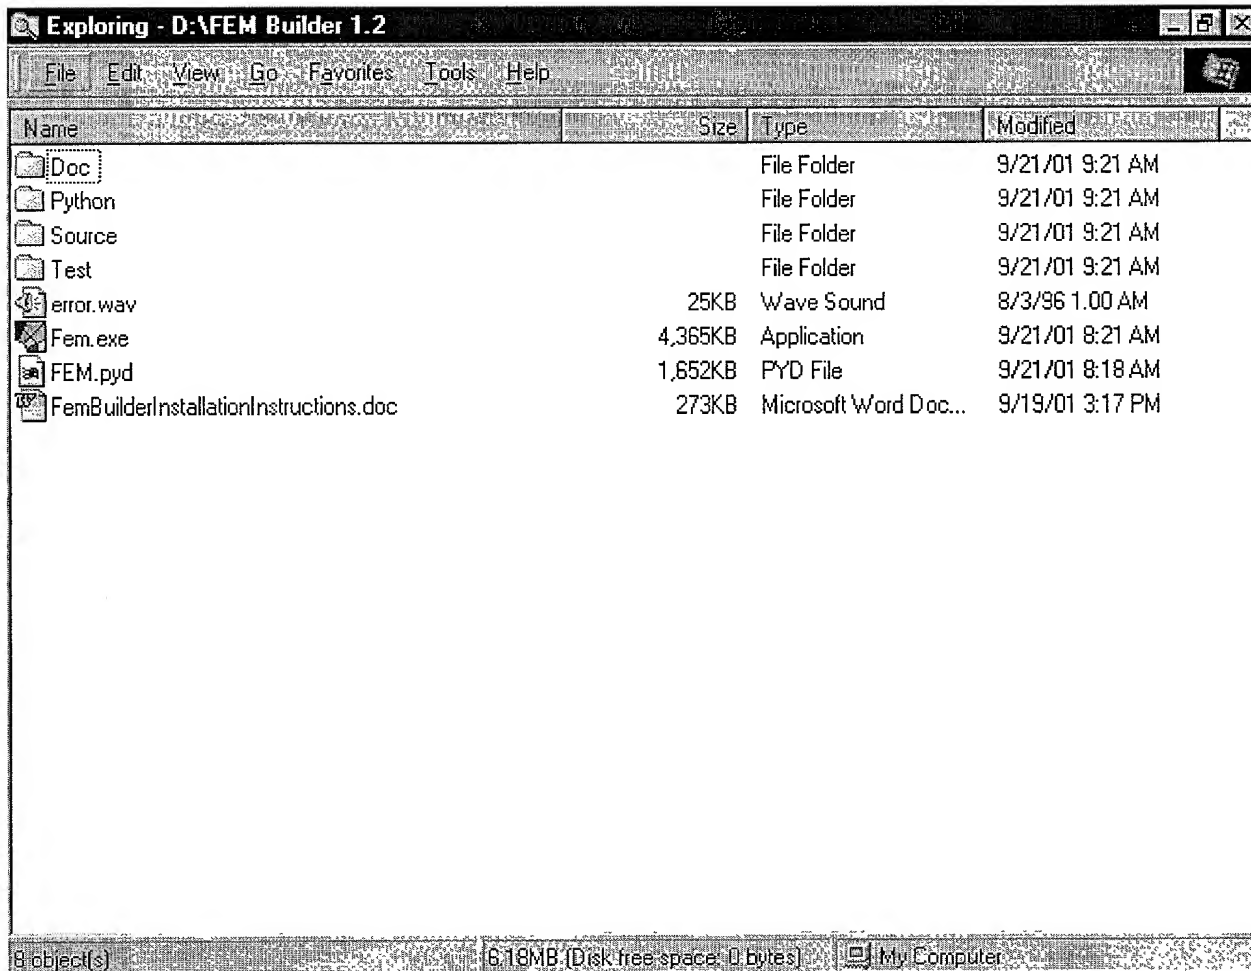 Exploring - D:\FEM Builder 1.2
File Edit View Go Favorites Tools Help
Name Size Type Modified
Doc File Folder 9/21/01 9:21 AM
Python File Folder 9/21/01 9:21 AM
Source File Folder 9/21/01 9:21 AM
Test File Folder 9/21/01 9:21 AM
error.wav 25KB Wave Sound 8/3/96 1:00 AM
Fem.exe 4,365KB Application 9/21/01 8:21 AM
FEM.pyd 1,652KB PYD File 9/21/01 8:18 AM
FemBuilderInstallationInstructions.doc 273KB Microsoft Word Doc... 9/19/01 3:17 PM
8 object(s) 6.18MB (Disk free space: 0 bytes) My Computer